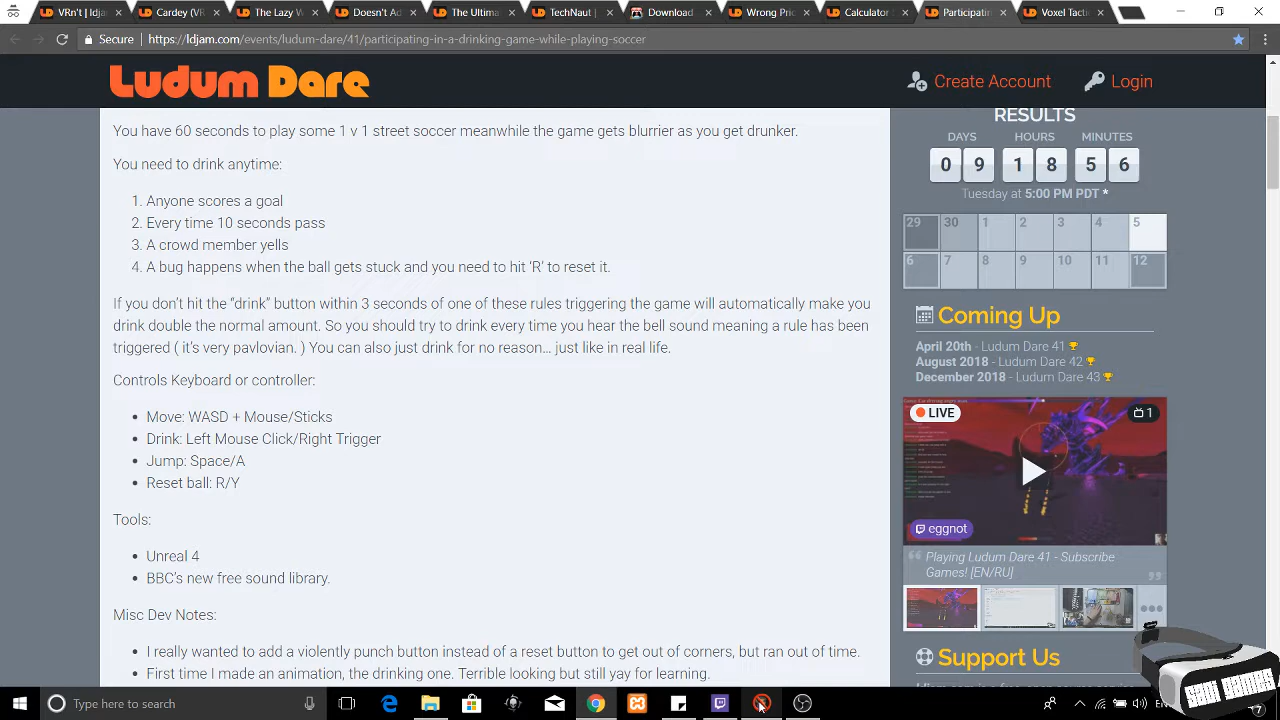 VRn't |
Cardey (VR
The Lazy W
Doesn't Ad
TechNaut |
Download
Wrong Pric
Calculator
Participatin
Voxel Tactic
Secure
https://ldjam.com/events/ludum-dare/41/participating-in-a-drinking-game-while-playing-soccer
Ludum Dare
Create Account
Login
You have 60 seconds to play some 1 v 1 street soccer meanwhile the game gets blurrier as you get drunker.
You need to drink anytime:
1. Anyone scores a goal
2. Every time 10 seconds pass
3. A crowd member yells
4. A bug happens when the ball gets stuck and you need to hit ‘R’ to reset it.
If you don’t hit the “drink” button within 3 seconds of one of these rules triggering the game will automatically make you
drink double the normal amount. So you should try to drink every time you hear the bell sound meaning a rule has been
triggered ( it’s very pavlovian. ) You can also just drink for no reason… just like in real life.
Controls Keyboard or controller:
Move: WASD + Mouse/Sticks
Drink: Left Mouse Click/Right Trigger
Jump:
Reset ball:
Tools:
Unreal 4
BBC’s new free sound library.
Misc Dev Notes
I really wanted to add a violently punch button instead of a reset button to get out of corners, but ran out of time.
First time I made an animation, the drinking one. Terrible looking but still yay for learning.
RESULTS
DAYS HOURS MINUTES
0 9 1 8 5 6
Tuesday at 5:00 PM PDT *
29 30 1 2 3 4 5
6 7 8 9 10 11 12
Coming Up
April 20th - Ludum Dare 41
August 2018 - Ludum Dare 42
December 2018 - Ludum Dare 43
LIVE
1
eggnot
Playing Ludum Dare 41 - Subscribe
Games! [EN/RU]
Support Us
Type here to search